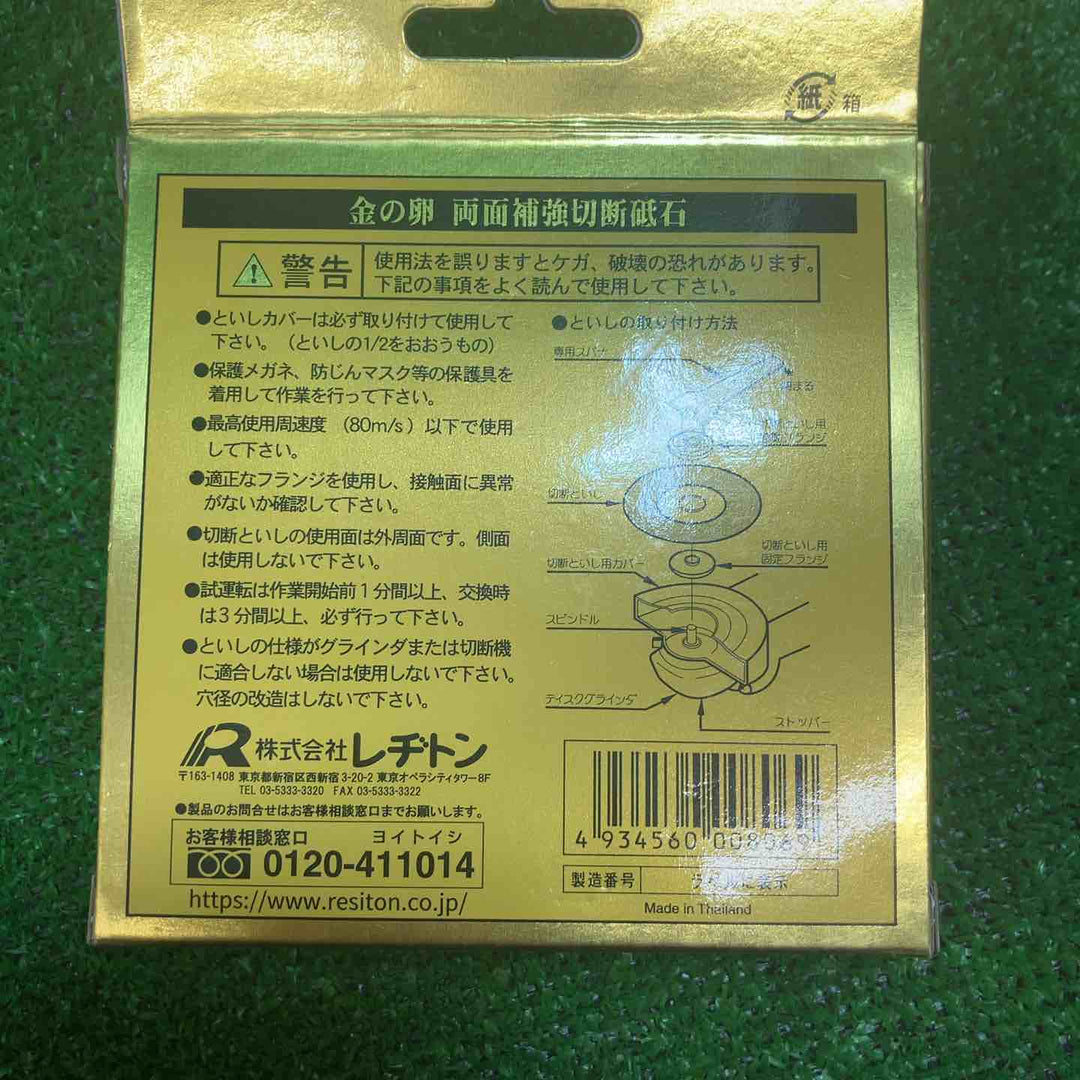 紙 箱
金の卵 両面補強切断砥石
警告
使用法を誤りますとケガ、破壊の恐れがあります。
下記の事項をよく読んで使用して下さい。
●といしカバーは必ず取り付けて使用して
下さい。（といしの1/2をおおうもの）
●保護メガネ、防じんマスク等の保護具を
着用して作業を行って下さい。
●最高使用周速度 （80m/s）以下で使用
して下さい。
●適正なフランジを使用し、接触面に異常
がないか確認して下さい。
●切断といしの使用面は外周面です。側面
は使用しないで下さい。
●試運転は作業開始前1分間以上、交換時
は3分間以上、必ず行って下さい。
●といしの仕様がグラインダまたは切断機
に適合しない場合は使用しないで下さい。
穴径の改造はしないで下さい。
●といしの取り付け方法
専用スパナ
切断といし
切断といし用
固定フランジ
切断といし用カバー
スピンドル
ディスクグラインダ
ストッパー
R 株式会社レヂトン
〒163-1408 東京都新宿区西新宿3-20-2 東京オペラシティタワー8F
TEL 03-5333-3320 FAX 03-5333-3322
●製品のお問合せはお客様相談窓口までお願いします。
お客様相談窓口 ヨイトイシ
0120-411014
https://www.resiton.co.jp/
4 934560
製造番号
Made in Thailand